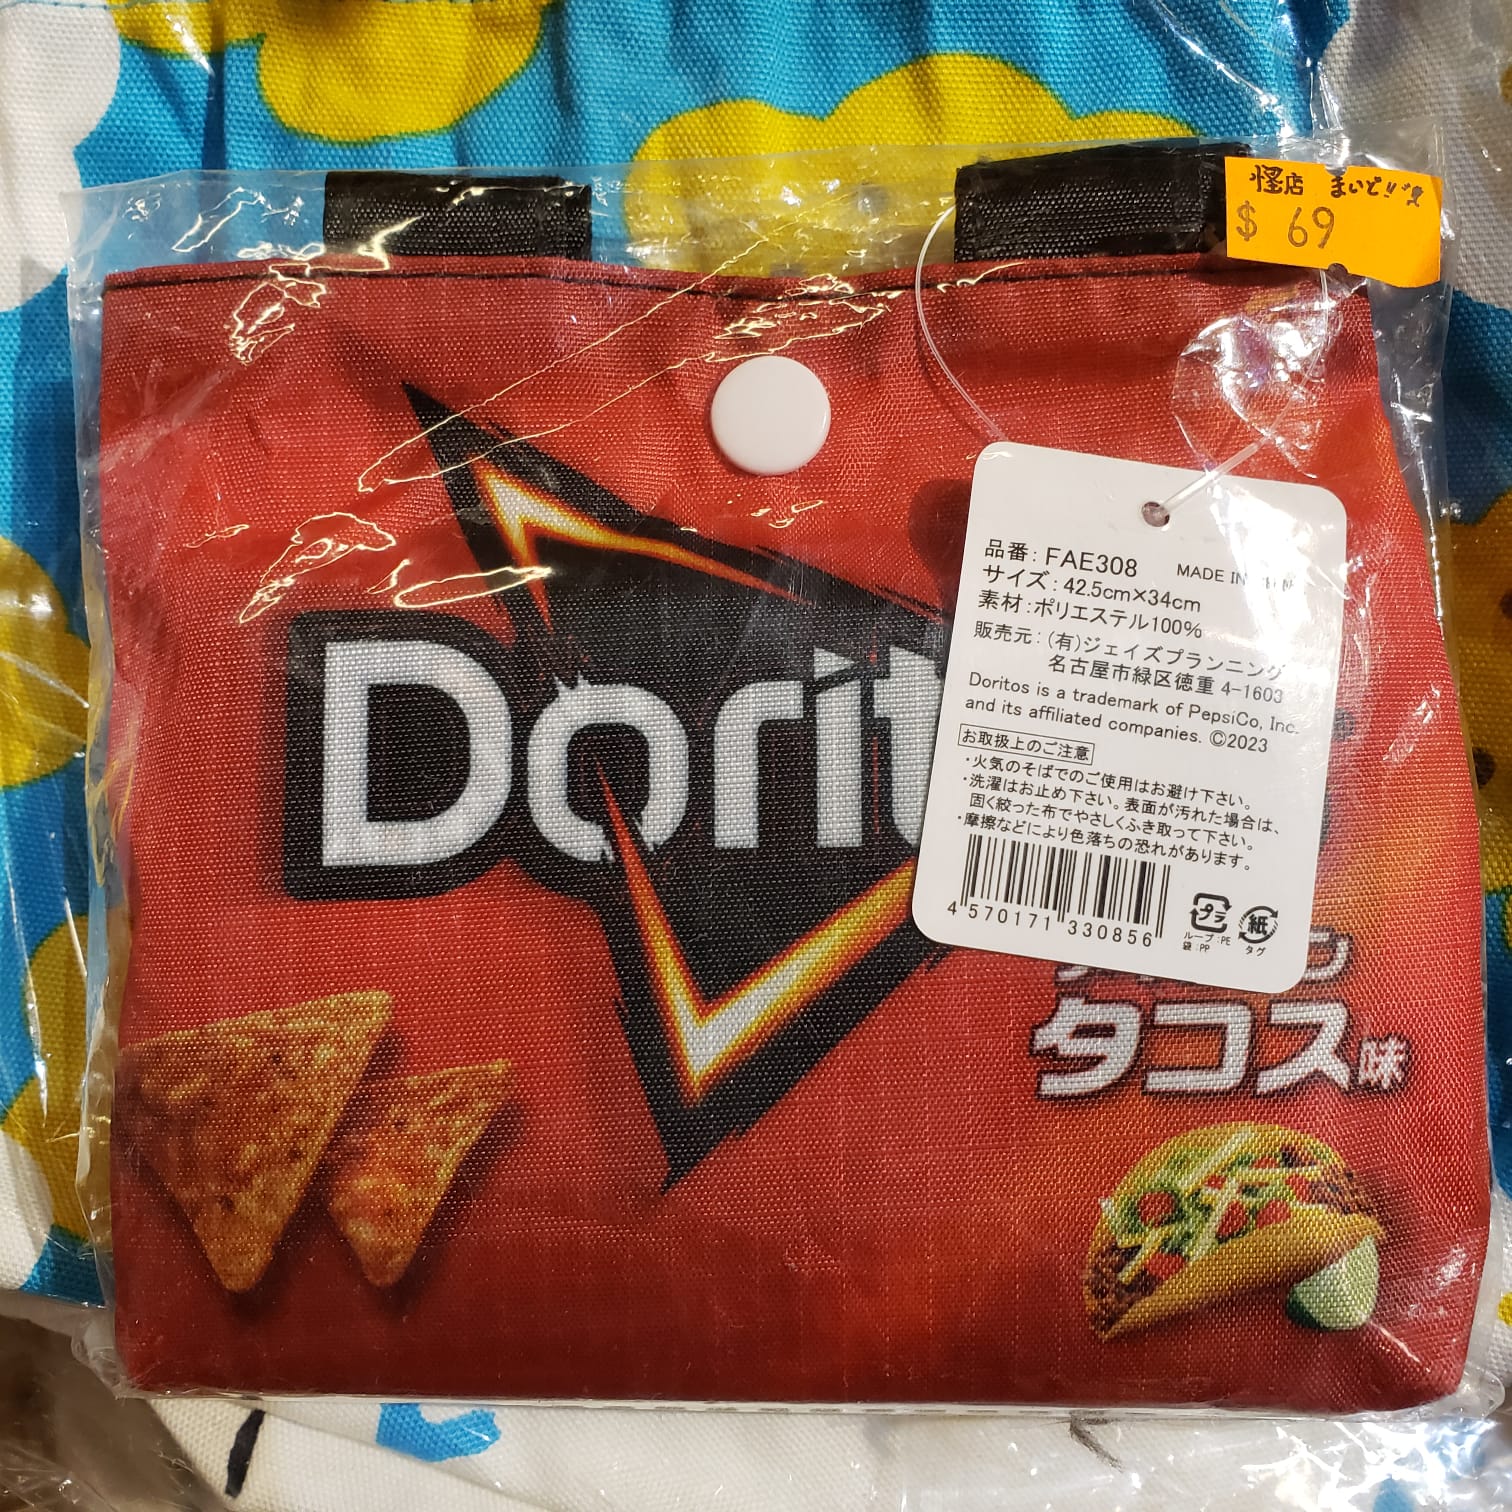 怪店 まいど!!
$ 69
品番: FAE308 MADE IN
サイズ: 42.5cm×34cm
素材:ポリエステル100%
販売元: (有)ジェイズプランニング
名古屋市緑区徳重 4-1603
Doritos is a trademark of PepsiCo, Inc.
and its affiliated companies. ©2023
お取扱上のご注意
・火気のそばでのご使用はお避け下さい。
・洗濯はお止め下さい。表面が汚れた場合は、
固く絞った布でやさしくふき取って下さい。
・摩擦などにより色落ちの恐れがあります。
4 570171 330856
プラ
ループ:PE
袋:PP
紙
タグ
Dorit
タコス味